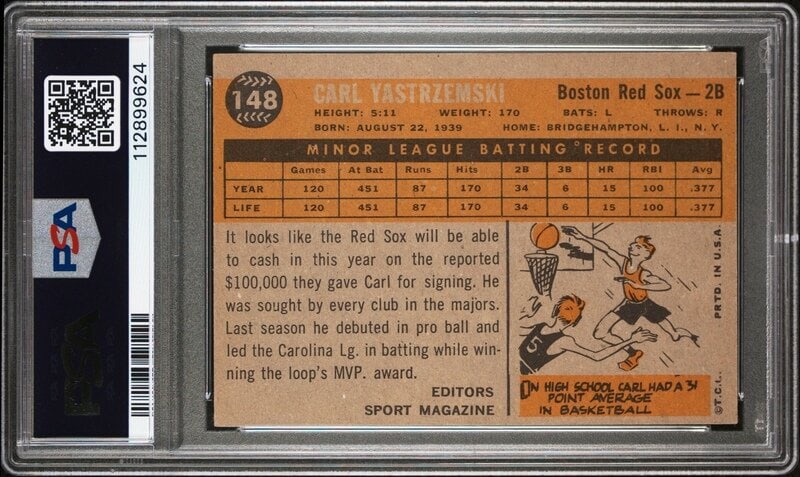 112899624
PSA
PSA
148
CARL YASTRZEMSKI
Boston Red Sox — 2B
HEIGHT: 5:11 WEIGHT: 170 BATS: L THROWS: R
BORN: AUGUST 22, 1939 HOME: BRIDGEHAMPTON, L. I., N. Y.
MINOR LEAGUE BATTING RECORD
Games At Bat Runs Hits 2B 3B HR RBI Avg
YEAR 120 451 87 170 34 6 15 100 .377
LIFE 120 451 87 170 34 6 15 100 .377
It looks like the Red Sox will be able
to cash in this year on the reported
$100,000 they gave Carl for signing. He
was sought by every club in the majors.
Last season he debuted in pro ball and
led the Carolina Lg. in batting while win-
ning the loop's MVP. award.
EDITORS
SPORT MAGAZINE
5
IN HIGH SCHOOL CARL HAD A 31
POINT AVERAGE
IN BASKETBALL
©T.C.I. PRTD. IN U.S.A.